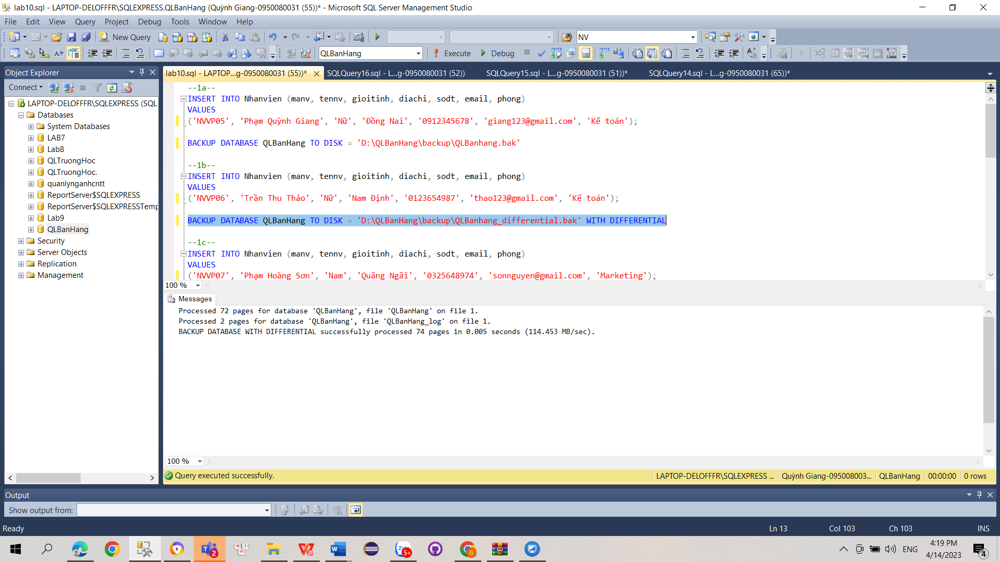 lab10.sql - LAPTOP-DELOFFFR\SQLEXPRESS.QLBanHang (Quỳnh Giang-0950080031 (55))* - Microsoft SQL Server Management Studio
File Edit View Query Project Debug Tools Window Help
New Query NV
QLBanHang Execute Debug
Object Explorer
Connect
LAPTOP-DELOFFFR\SQLEXPRESS (SQL
Databases
System Databases
LAB7
Lab8
QLTruongHoc
QLTruongHoc.
quanlynganhcntt
ReportServer$SQLEXPRESS
ReportServer$SQLEXPRESSTemp
Lab9
QLBanHang
Security
Server Objects
Replication
Management
lab10.sql - LAPTOP...g-0950080031 (55))* SQLQuery16.sql - L...g-0950080031 (52)) SQLQuery15.sql - L...g-0950080031 (51))* SQLQuery14.sql - L...g-0950080031 (65))*
--1a--
INSERT INTO Nhanvien (manv, tennv, gioitinh, diachi, sodt, email, phong)
VALUES
('NVVP05', 'Phạm Quỳnh Giang', 'Nữ', 'Đồng Nai', '0912345678', 'giang123@gmail.com', 'Kế toán');
BACKUP DATABASE QLBanHang TO DISK = 'D:\QLBanHang\backup\QLBanhang.bak'
--1b--
INSERT INTO Nhanvien (manv, tennv, gioitinh, diachi, sodt, email, phong)
VALUES
('NVVP06', 'Trần Thu Thảo', 'Nữ', 'Nam Định', '0123654987', 'thao123@gmail.com', 'Kế toán');
BACKUP DATABASE QLBanHang TO DISK = 'D:\QLBanHang\backup\QLBanhang_differential.bak' WITH DIFFERENTIAL
--1c--
INSERT INTO Nhanvien (manv, tennv, gioitinh, diachi, sodt, email, phong)
VALUES
('NVVP07', 'Phạm Hoàng Sơn', 'Nam', 'Quãng Ngãi', '0325648974', 'sonnguyen@gmail.com', 'Marketing');
100 %
Messages
Processed 72 pages for database 'QLBanHang', file 'QLBanHang' on file 1.
Processed 2 pages for database 'QLBanHang', file 'QLBanHang_log' on file 1.
BACKUP DATABASE WITH DIFFERENTIAL successfully processed 74 pages in 0.005 seconds (114.453 MB/sec).
100 %
Query executed successfully. LAPTOP-DELOFFFR\SQLEXPRESS ... Quỳnh Giang-095008003... QLBanHang 00:00:00 0 rows
Output
Show output from:
Ready Ln 13 Col 103 Ch 103 INS
ENG
4:19 PM
4/14/2023
4